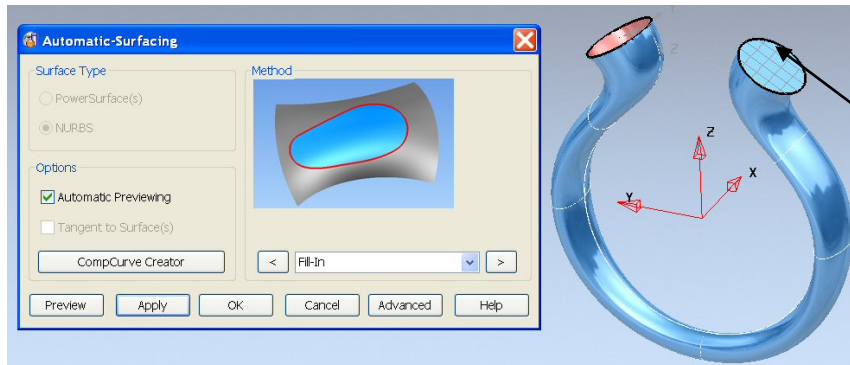 Automatic-Surfacing
Surface Type
PowerSurface(s)
NURBS
Options
Automatic Previewing
Tangent to Surface(s)
CompCurve Creator
Method
<
Fill-In
>
Preview
Apply
OK
Cancel
Advanced
Help
Z
Z
X
Y